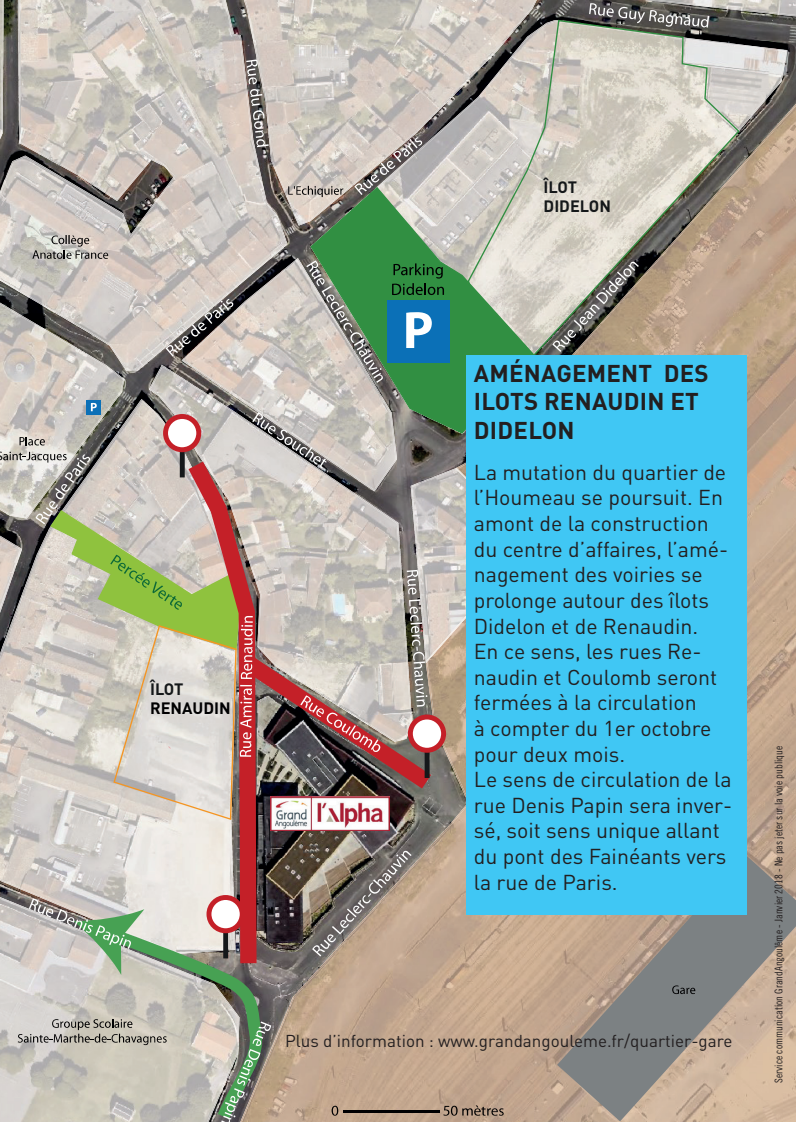 Rue Guy Ragnaud
Rue du Gond
Rue de Paris
L'Echiquier
ÎLOT
DIDELON
Collège
Anatole France
Parking
Didelon
P
Rue Leclerc-Chauvin
Rue Jean Didelon
Rue de Paris
P
Place
Saint-Jacques
Rue de Paris
Rue Souchet
AMÉNAGEMENT DES
ILOTS RENAUDIN ET
DIDELON
La mutation du quartier de
l'Houmeau se poursuit. En
amont de la construction
du centre d'affaires, l'amé-
nagement des voiries se
prolonge autour des îlots
Didelon et de Renaudin.
En ce sens, les rues Re-
naudin et Coulomb seront
fermées à la circulation
à compter du 1er octobre
pour deux mois.
Le sens de circulation de la
rue Denis Papin sera inver-
sé, soit sens unique allant
du pont des Fainéants vers
la rue de Paris.
Percée Verte
Rue Leclerc-Chauvin
Rue Amiral Renaudin
ÎLOT
RENAUDIN
Rue Coulomb
Grand
Angoulême
l'Alpha
Rue Leclerc-Chauvin
Rue Denis Papin
Groupe Scolaire
Sainte-Marthe-de-Chavagnes
Rue Denis Papin
Gare
Plus d'information : www.grandangouleme.fr/quartier-gare
0 50 mètres
Service communication GrandAngoulême - Janvier 2018 - Ne pas jeter sur la voie publique